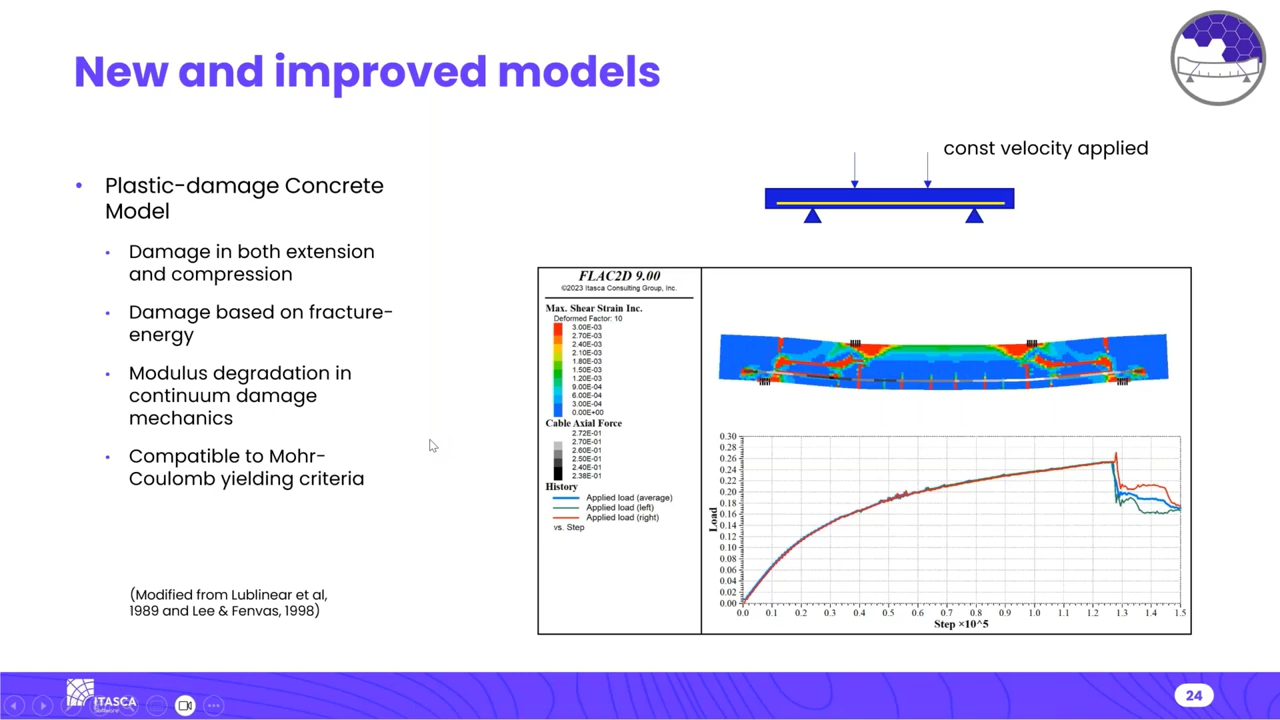 New and improved models
const velocity applied
• Plastic-damage Concrete
Model
• Damage in both extension
and compression
• Damage based on fracture-
energy
• Modulus degradation in
continuum damage
mechanics
• Compatible to Mohr-
Coulomb yielding criteria
(Modified from Lublinear et al,
1989 and Lee & Fenvas, 1998)
FLAC2D 9.00
©2023 Itasca Consulting Group, Inc.
Max. Shear Strain Inc.
Deformed Factor: 10
3.00E-03
2.70E-03
2.40E-03
2.10E-03
1.80E-03
1.50E-03
1.20E-03
9.00E-04
6.00E-04
3.00E-04
0.00E+00
Cable Axial Force
2.72E-01
2.70E-01
2.60E-01
2.50E-01
2.40E-01
2.38E-01
History
Applied load (average)
Applied load (left)
Applied load (right)
vs. Step
0.30
0.28
0.26
0.24
0.22
0.20
0.18
0.16
0.14
0.12
0.10
0.08
0.06
0.04
0.02
0.00
Load
0.0 0.1 0.2 0.3 0.4 0.5 0.6 0.7 0.8 0.9 1.0 1.1 1.2 1.3 1.4 1.5
Step ×10^5
ITASCA
Software
24